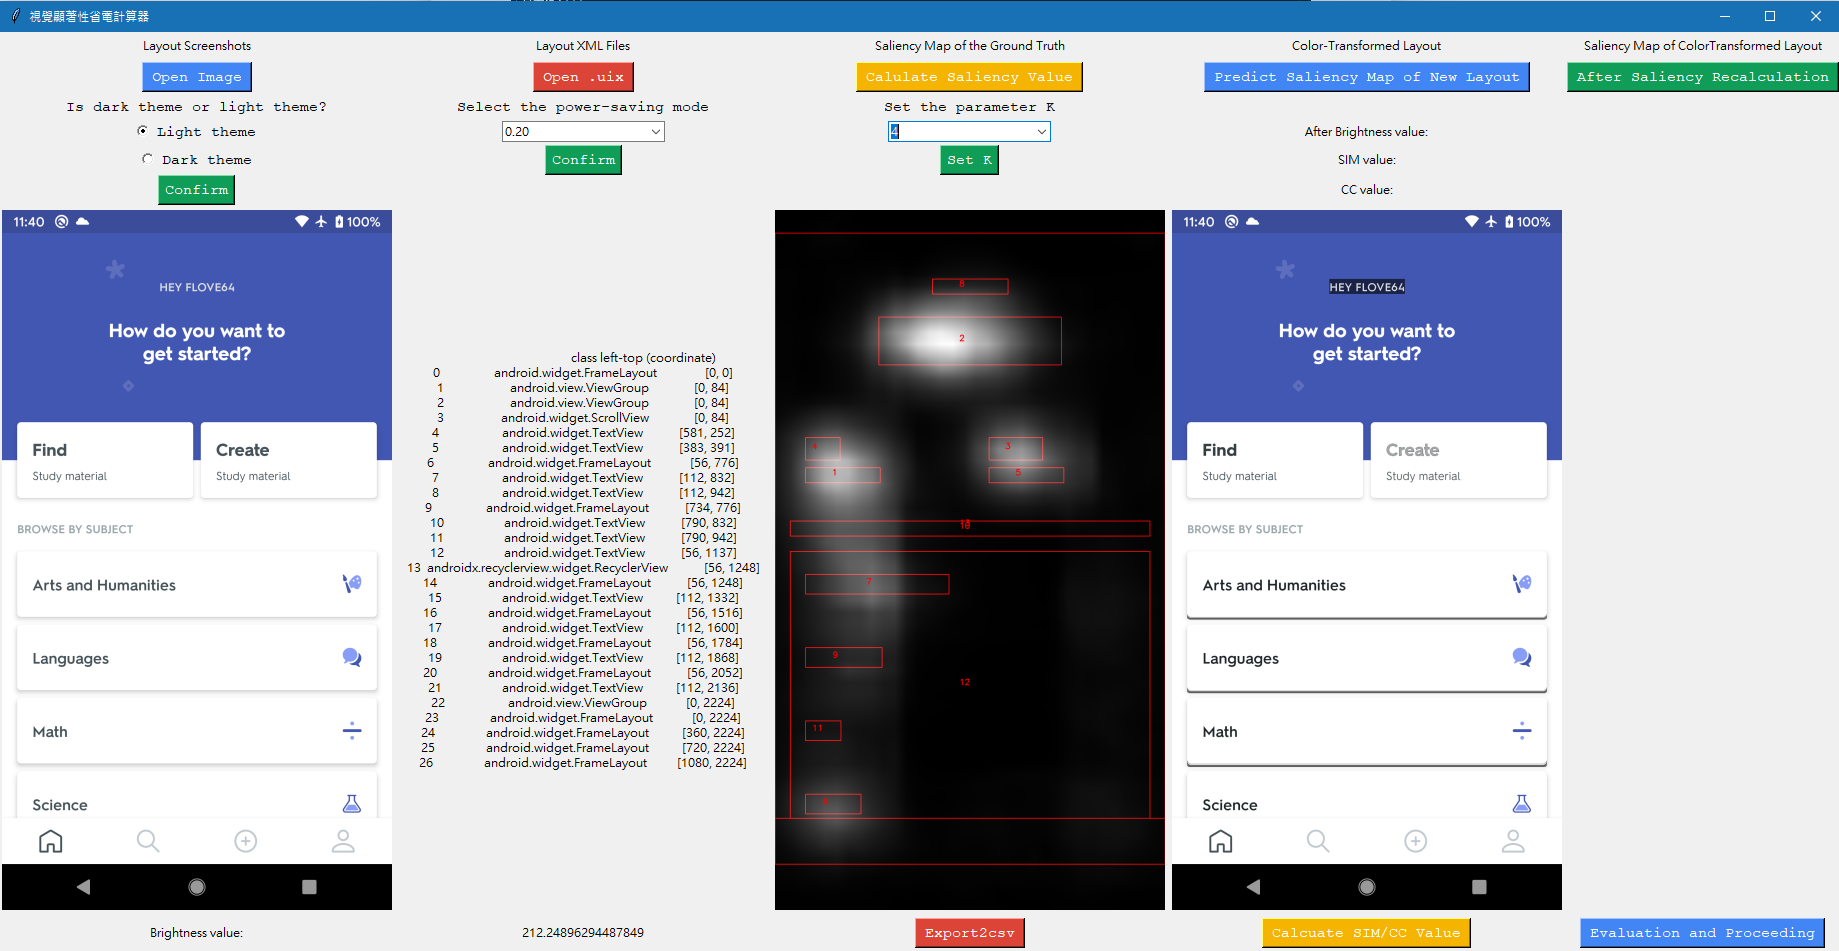 視覺顯著性省電計算器
Layout Screenshots
Layout XML Files
Saliency Map of the Ground Truth
Color-Transformed Layout
Saliency Map of ColorTransformed Layout
Open Image
Open .uix
Calulate Saliency Value
Predict Saliency Map of New Layout
After Saliency Recalculation
Is dark theme or light theme?
Select the power-saving mode
Set the parameter K
Light theme
0.20
4
After Brightness value:
Dark theme
Confirm
Set K
SIM value:
Confirm
CC value:
11:40
100%
HEY FLOVE64
How do you want to
get started?
Find
Study material
Create
Study material
BROWSE BY SUBJECT
Arts and Humanities
Languages
Math
Science
class left-top (coordinate)
0 android.widget.FrameLayout [0, 0]
1 android.view.ViewGroup [0, 84]
2 android.view.ViewGroup [0, 84]
3 android.widget.ScrollView [0, 84]
4 android.widget.TextView [581, 252]
5 android.widget.TextView [383, 391]
6 android.widget.FrameLayout [56, 776]
7 android.widget.TextView [112, 832]
8 android.widget.TextView [112, 942]
9 android.widget.FrameLayout [734, 776]
10 android.widget.TextView [790, 832]
11 android.widget.TextView [790, 942]
12 android.widget.TextView [56, 1137]
13 androidx.recyclerview.widget.RecyclerView [56, 1248]
14 android.widget.FrameLayout [56, 1248]
15 android.widget.TextView [112, 1332]
16 android.widget.FrameLayout [56, 1516]
17 android.widget.TextView [112, 1600]
18 android.widget.FrameLayout [56, 1784]
19 android.widget.TextView [112, 1868]
20 android.widget.FrameLayout [56, 2052]
21 android.widget.TextView [112, 2136]
22 android.view.ViewGroup [0, 2224]
23 android.widget.FrameLayout [0, 2224]
24 android.widget.FrameLayout [360, 2224]
25 android.widget.FrameLayout [720, 2224]
26 android.widget.FrameLayout [1080, 2224]
2
4
3
1
5
7
9
12
11
11:40
100%
HEY FLOVE64
How do you want to
get started?
Find
Study material
Create
Study material
BROWSE BY SUBJECT
Arts and Humanities
Languages
Math
Science
Brightness value:
212.24896294487849
Export2csv
Calcuate SIM/CC Value
Evaluation and Proceeding